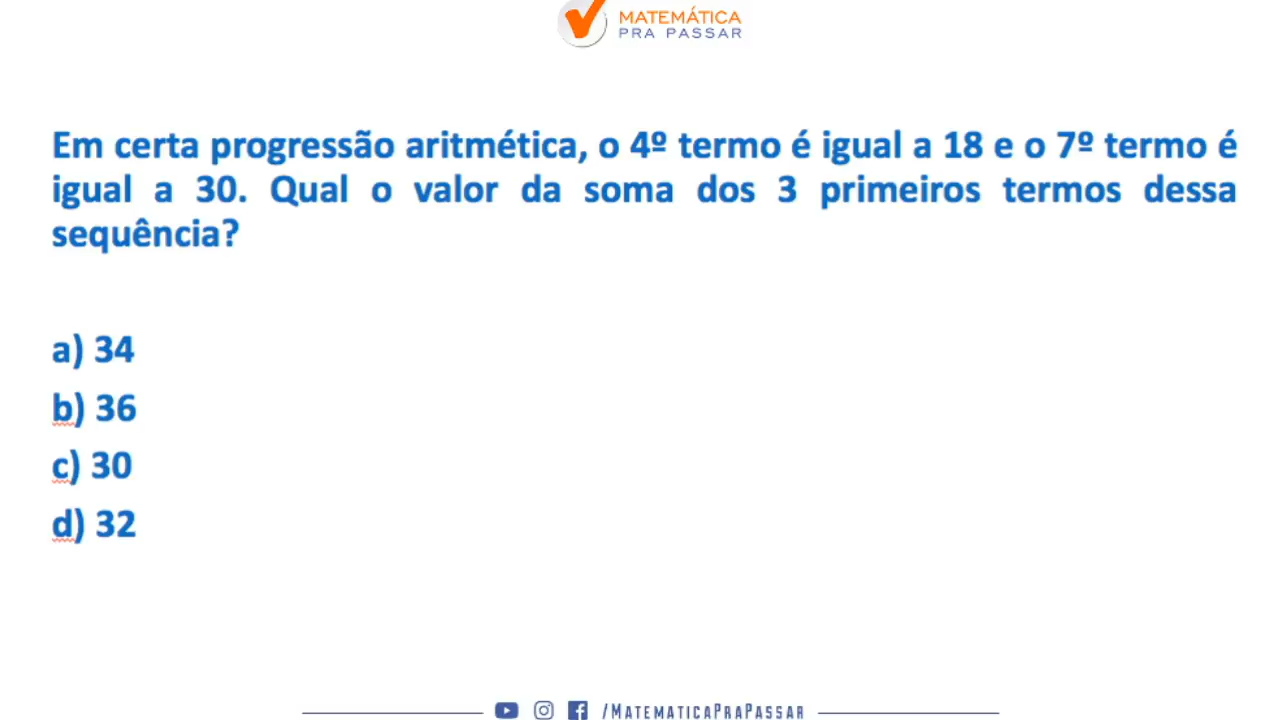 MATEMÁTICA
PRA PASSAR
Em certa progressão aritmética, o 4º termo é igual a 18 e o 7º termo é
igual a 30. Qual o valor da soma dos 3 primeiros termos dessa
sequência?
a) 34
b) 36
c) 30
d) 32
/MATEMATICAPRAPASSAR